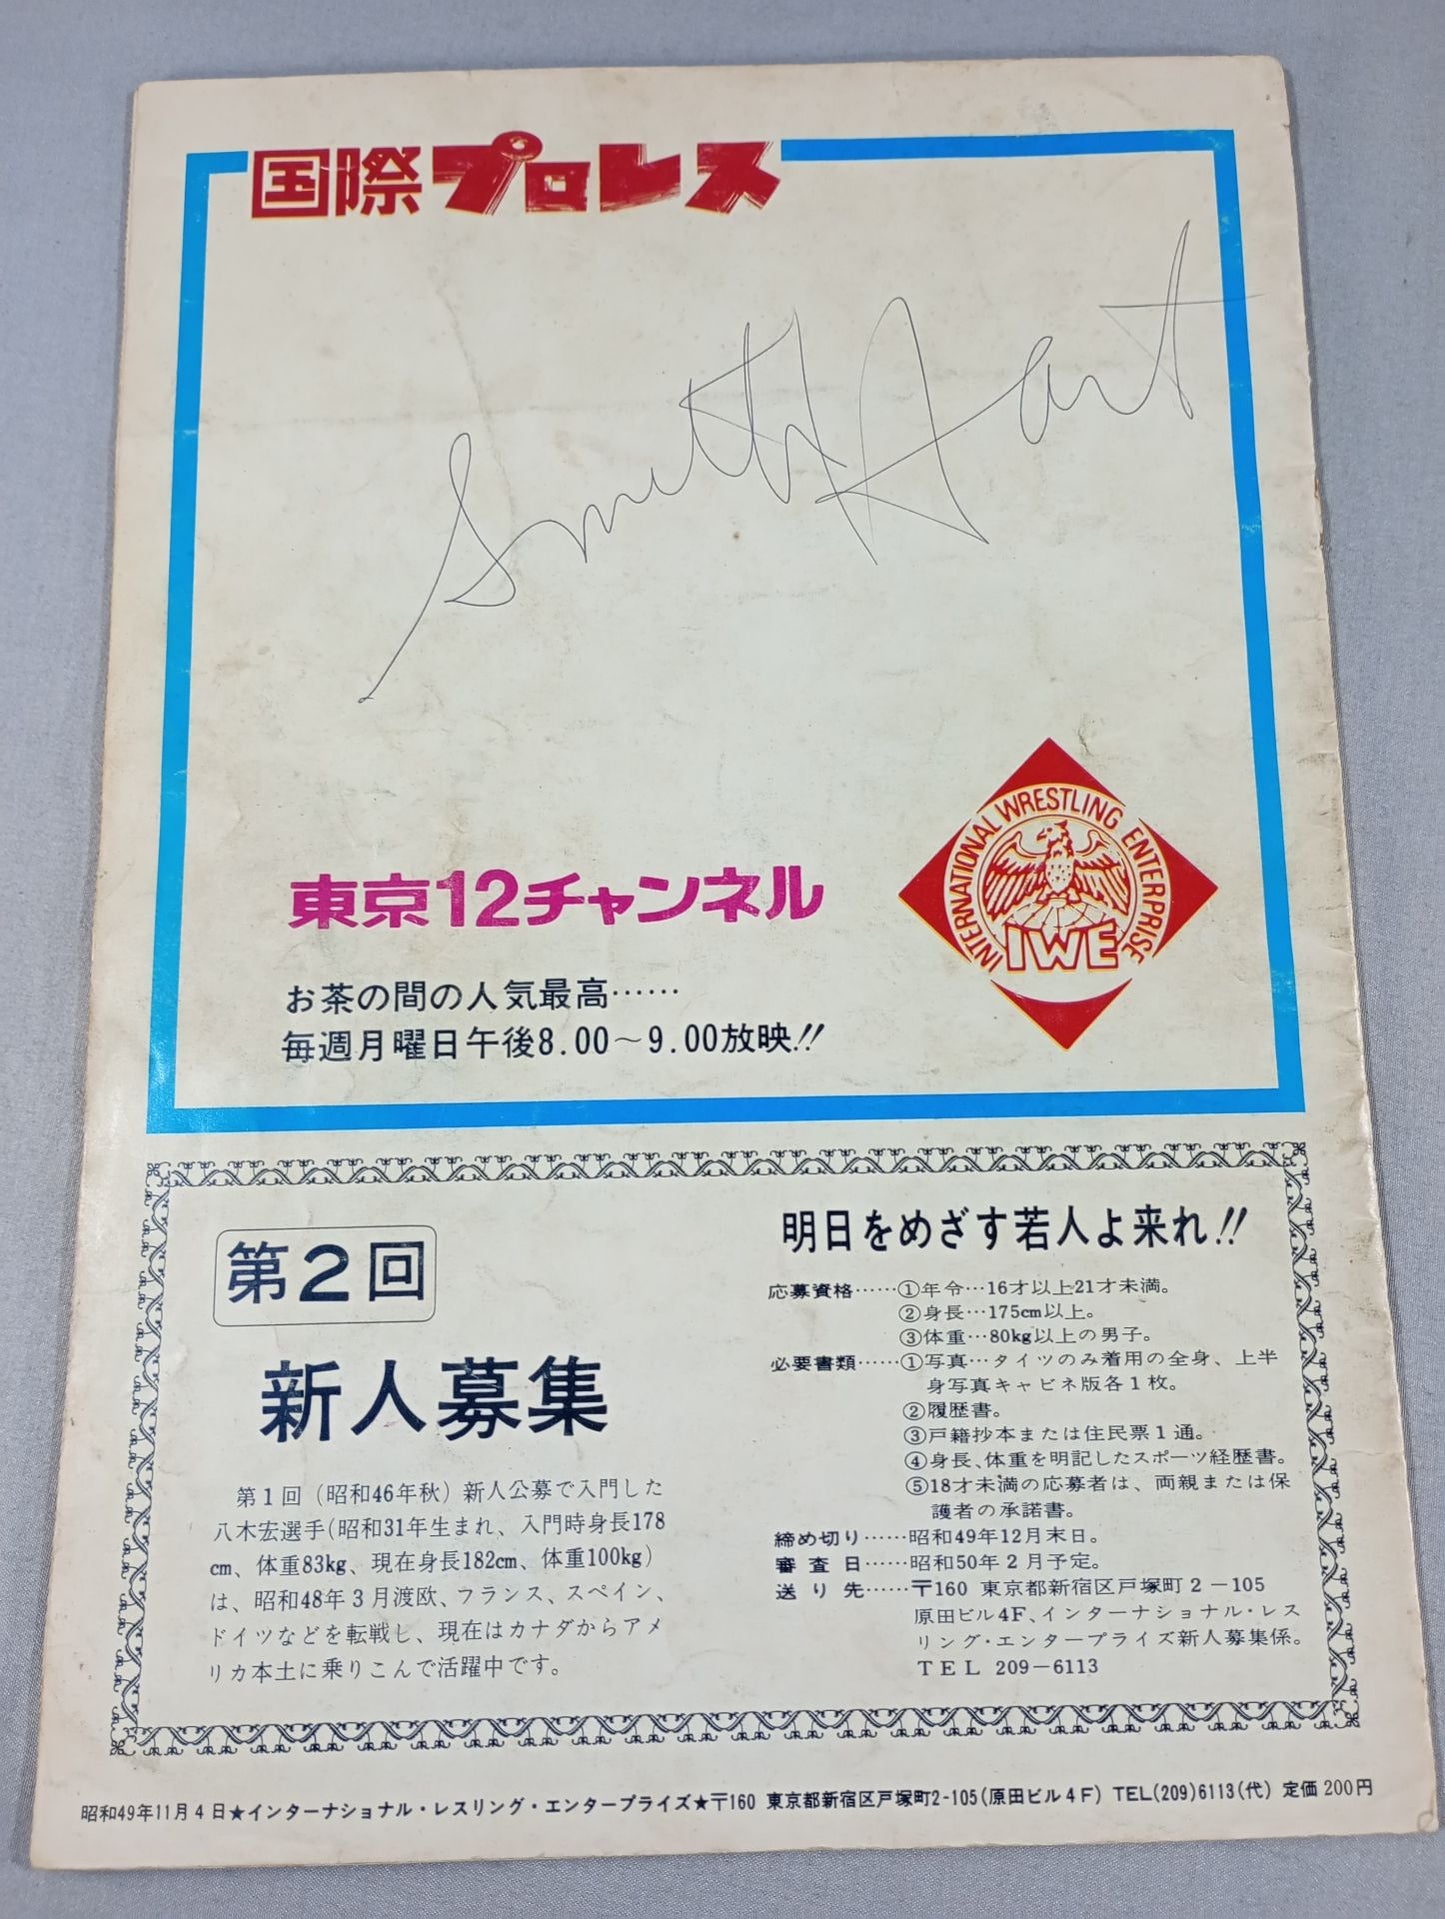 国際プロレス
Smith Hart
東京12チャンネル
お茶の間の人気最高……
毎週月曜日午後8.00～9.00放映!!
INTERNATIONAL WRESTLING ENTERPRISE
IWE
第2回
新人募集
第1回（昭和46年秋）新人公募で入門した
八木宏選手(昭和31年生まれ、入門時身長178
cm、体重83kg、現在身長182cm、体重100kg)
は、昭和48年3月渡欧、フランス、スペイン、
ドイツなどを転戦し、現在はカナダからアメ
リカ本土に乗りこんで活躍中です。
明日をめざす若人よ来れ!!
応募資格……①年令…16才以上21才未満。
②身長…175cm以上。
③体重…80kg以上の男子。
必要書類……①写真…タイツのみ着用の全身、上半
身写真キャビネ版各1枚。
②履歴書。
③戸籍抄本または住民票1通。
④身長、体重を明記したスポーツ経歴書。
⑤18才未満の応募者は、両親または保
護者の承諾書。
締め切り……昭和49年12月末日。
審査日……昭和50年2月予定。
送り先……〒160 東京都新宿区戸塚町2－105
原田ビル4F、インターナショナル・レス
リング・エンタープライズ新人募集係。
TEL 209－6113
昭和49年11月4日★インターナショナル・レスリング・エンタープライズ★〒160 東京都新宿区戸塚町2-105(原田ビル4F) TEL(209)6113(代) 定価200円